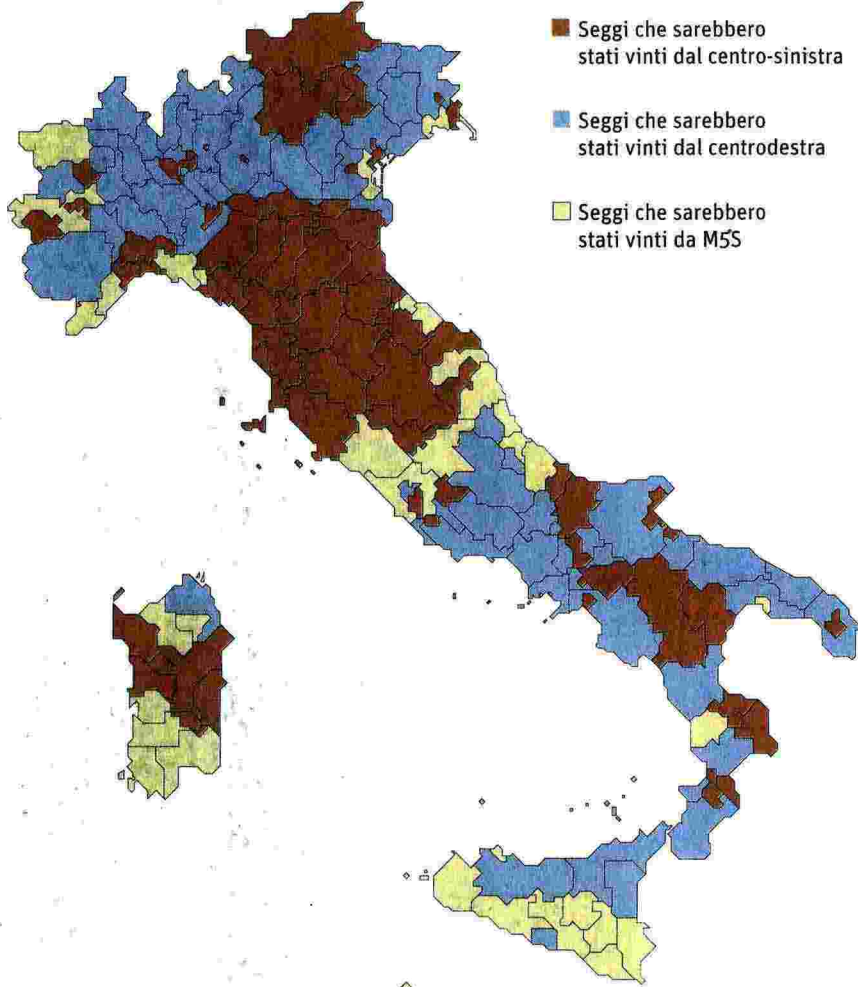 Seggi che sarebbero
stati vinti dal centro-sinistra
Seggi che sarebbero
stati vinti dal centrodestra
Seggi che sarebbero
stati vinti da M5S